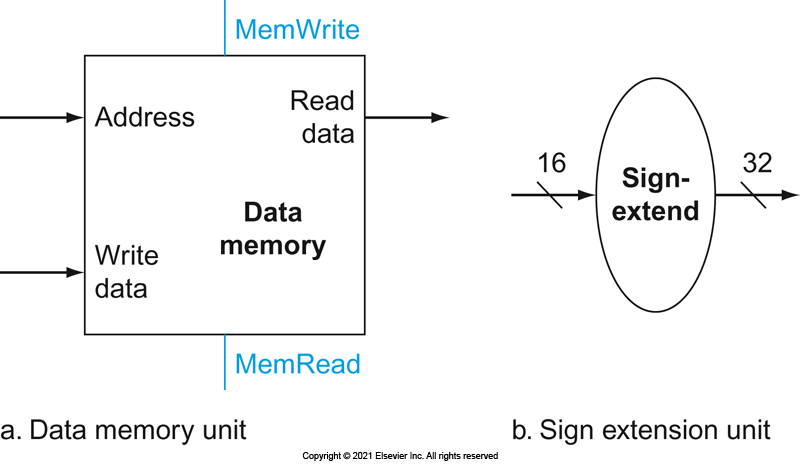 MemWrite
Address
Read
data
Data
memory
Write
data
MemRead
a. Data memory unit
16
Sign-
extend
32
b. Sign extension unit
Copyright © 2021 Elsevier Inc. All rights reserved